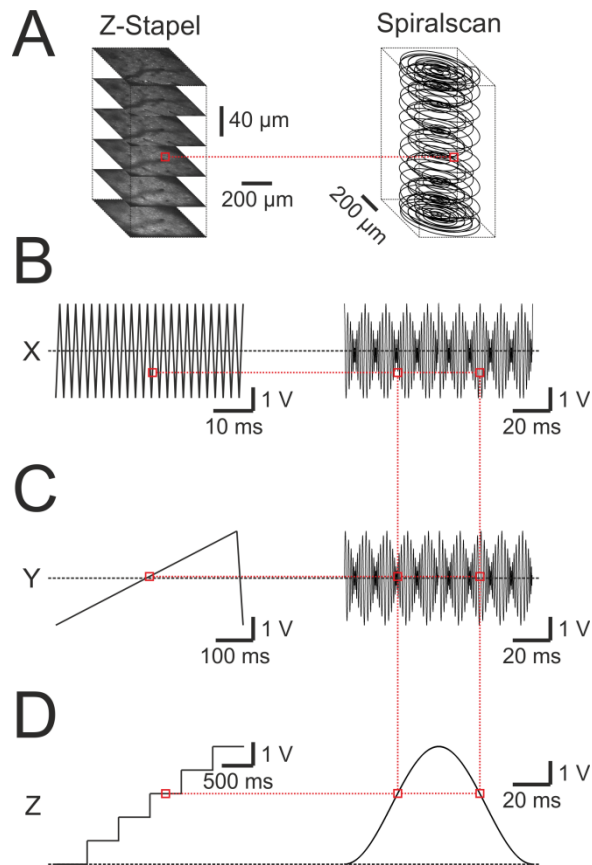 A
Z-Stapel
Spiralscan
40 µm
200 µm
200 µm
B
X
1 V
10 ms
1 V
20 ms
C
Y
1 V
100 ms
1 V
20 ms
D
Z
1 V
500 ms
1 V
20 ms